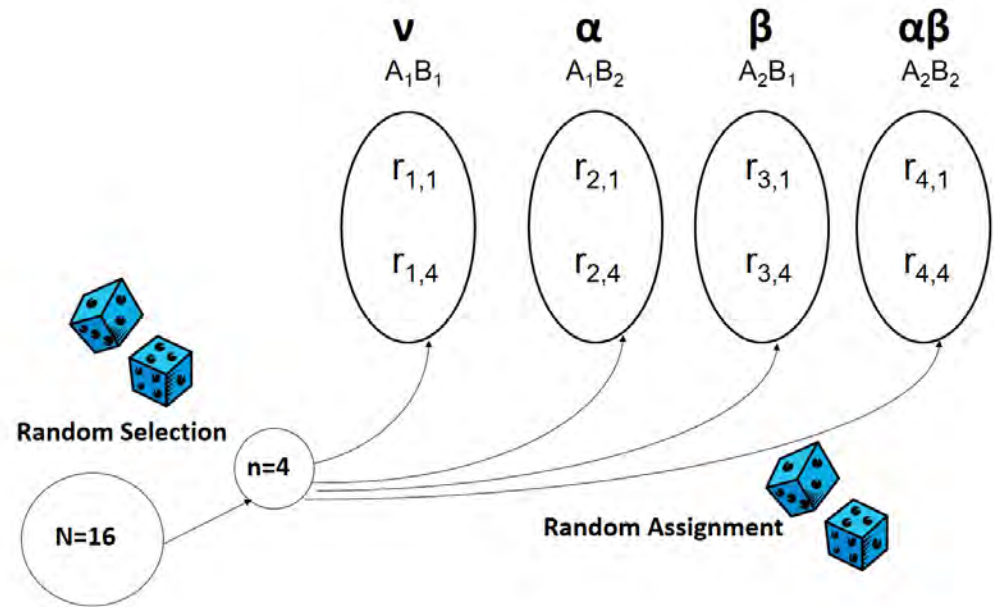 ν α β αβ
A₁B₁ A₁B₂ A₂B₁ A₂B₂
r₁,₁ r₂,₁ r₃,₁ r₄,₁
r₁,₄ r₂,₄ r₃,₄ r₄,₄
Random Selection
n=4
N=16
Random Assignment